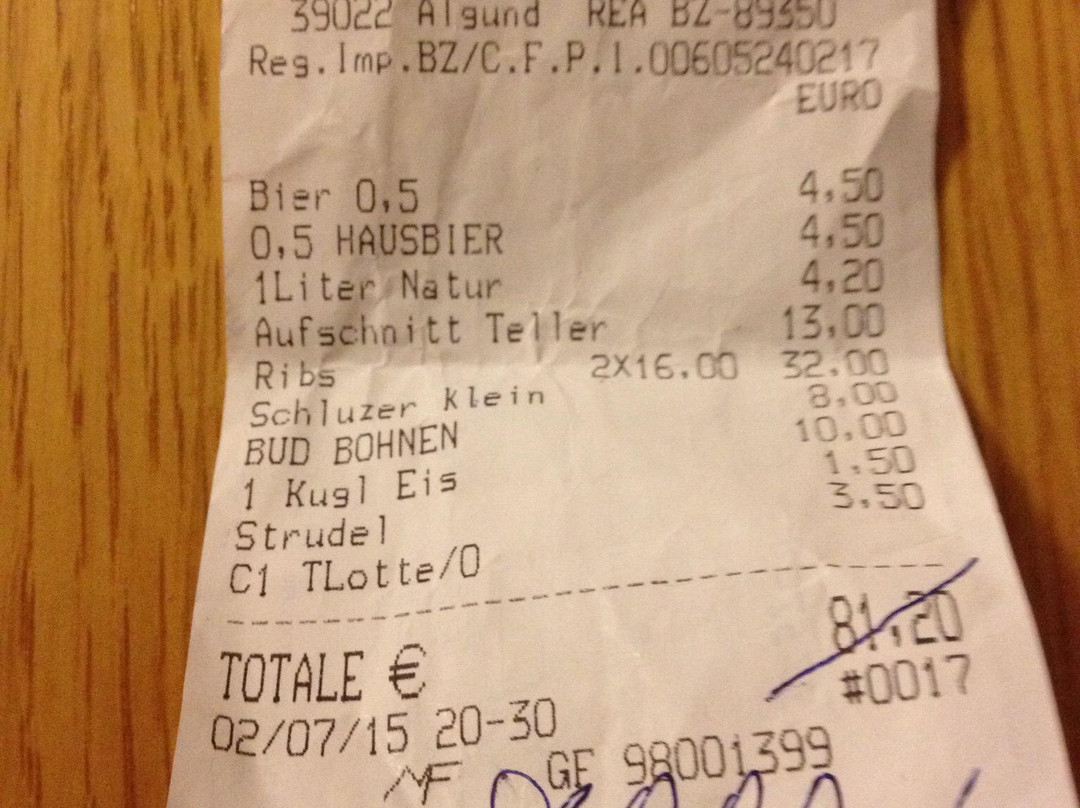 39022 Algund REA BZ-89350
Reg.Imp.BZ/C.F.P.I.00605240217
EURO
Bier 0,5 4,50
0,5 HAUSBIER 4,50
1Liter Natur 4,20
Aufschnitt Teller 13,00
Ribs 2X16.00 32.00
Schluzer klein 8.00
BUD BOHNEN 10.00
1 Kugl Eis 1.50
Strudel 3.50
C1 TLotte/0
TOTALE € 81,20
02/07/15 20-30 #0017
MF GE 98001399